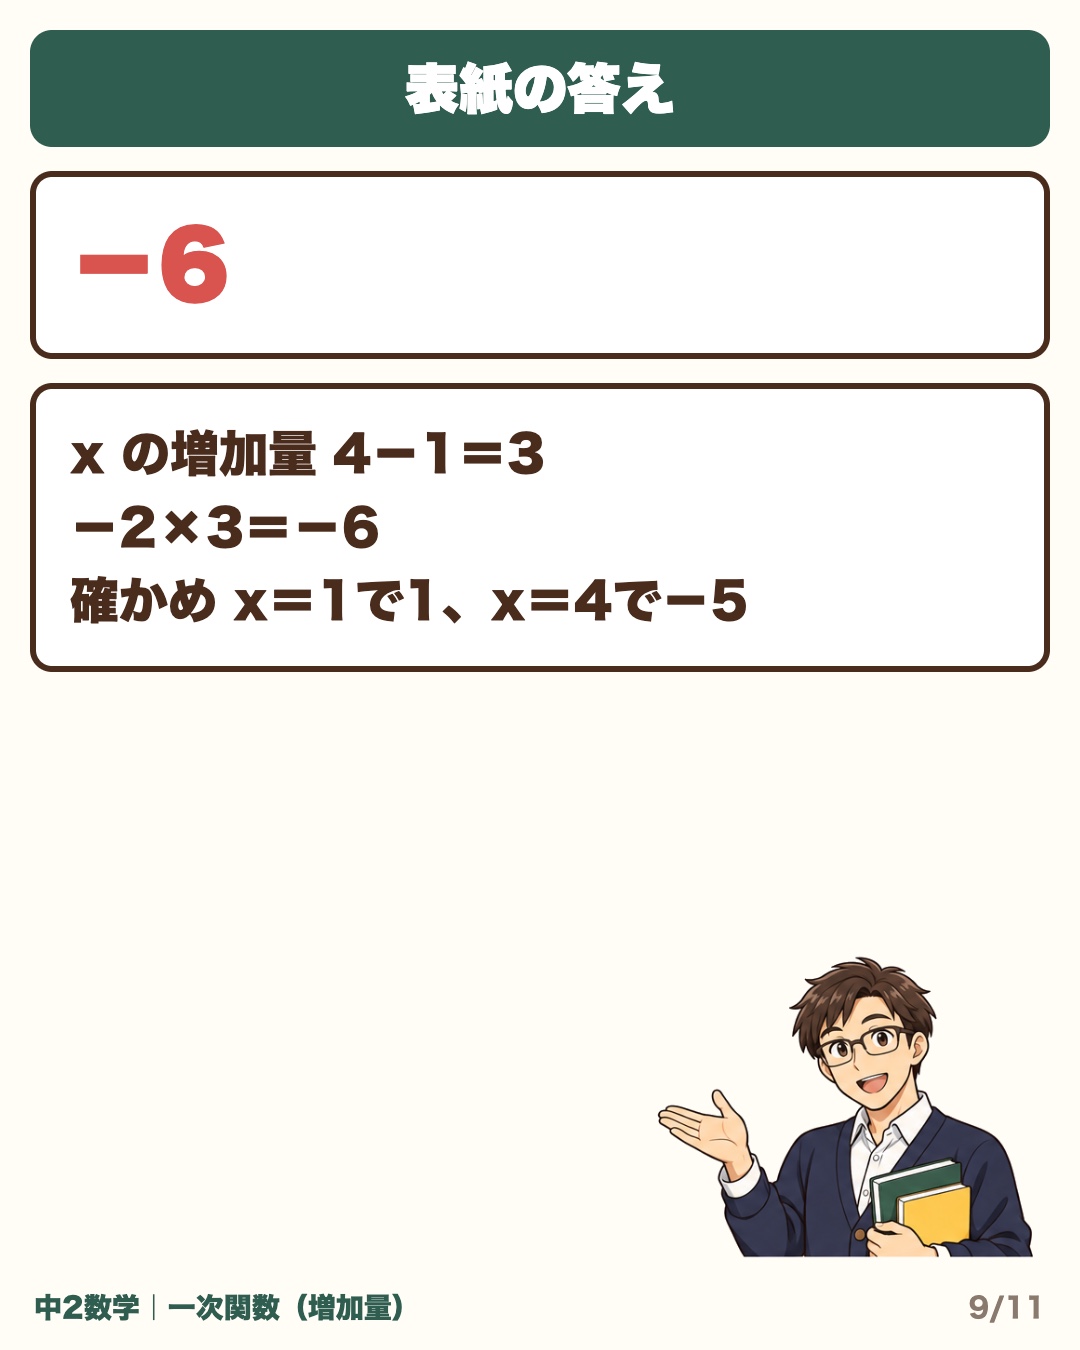 表紙の答え
−6
x の増加量 4−1＝3
−2×3＝−6
確かめ x＝1で1、x＝4で−5
中2数学｜一次関数（増加量）
9/11